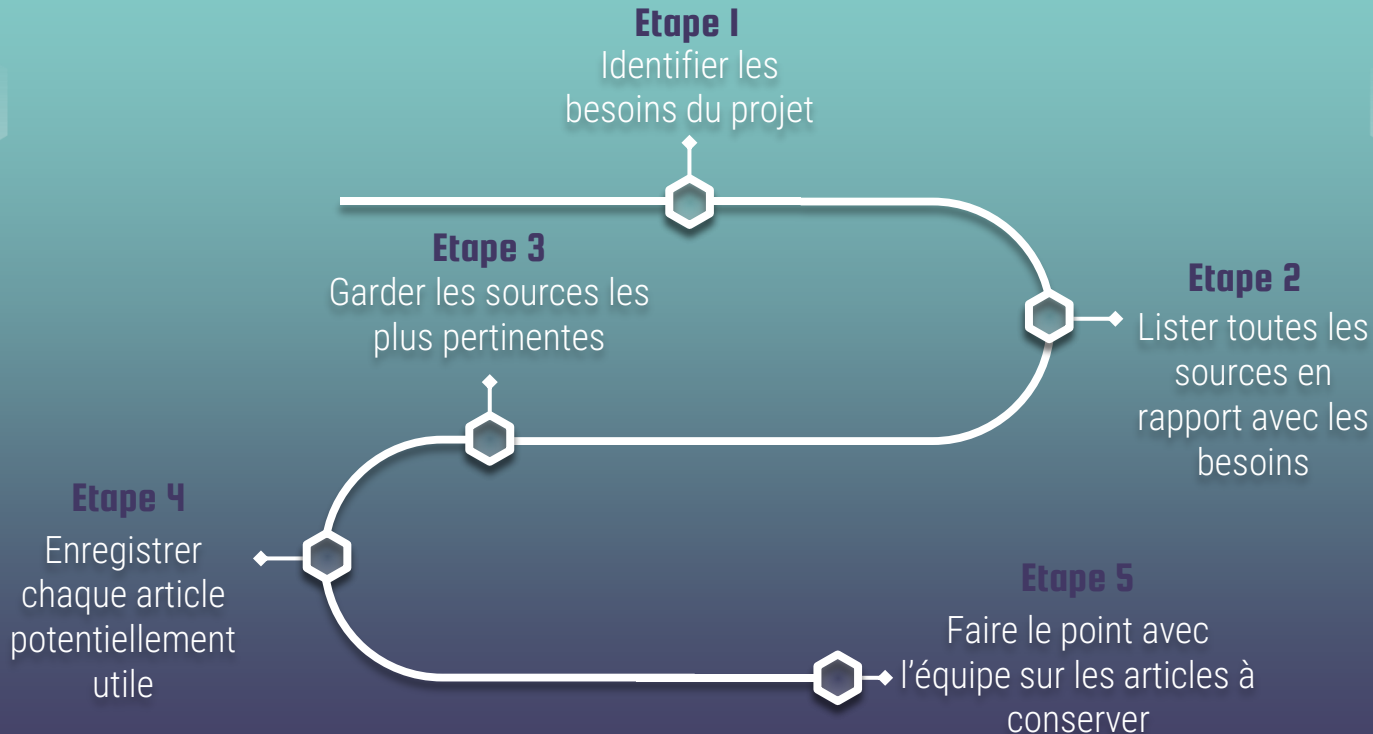 Etape 1
Identifier les
besoins du projet
Etape 2
Lister toutes les
sources en
rapport avec les
besoins
Etape 3
Garder les sources les
plus pertinentes
Etape 4
Enregistrer
chaque article
potentiellement
utile
Etape 5
Faire le point avec
l’équipe sur les articles à
conserver